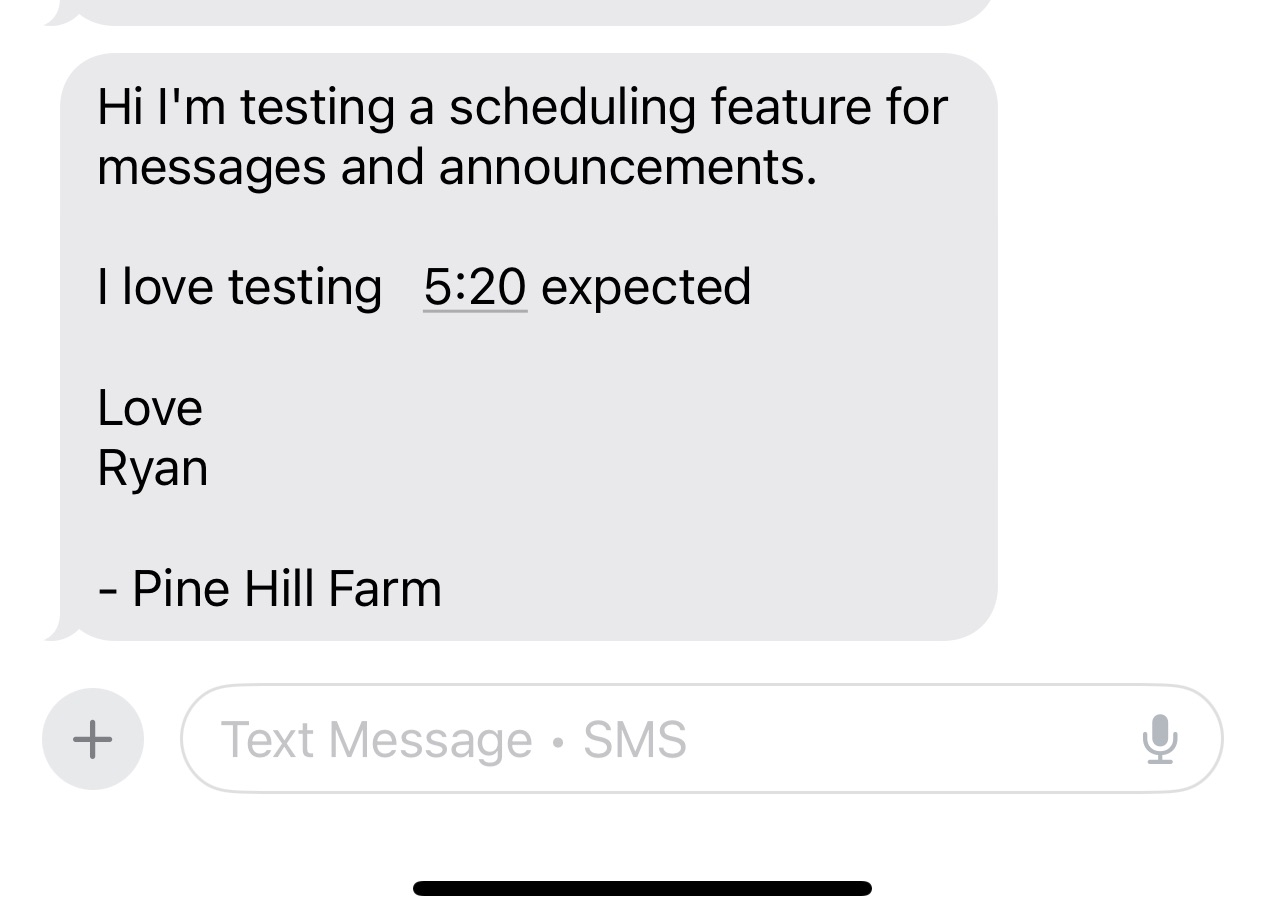 Hi I'm testing a scheduling feature for
messages and announcements.
I love testing   5:20 expected
Love
Ryan
- Pine Hill Farm
Text Message • SMS